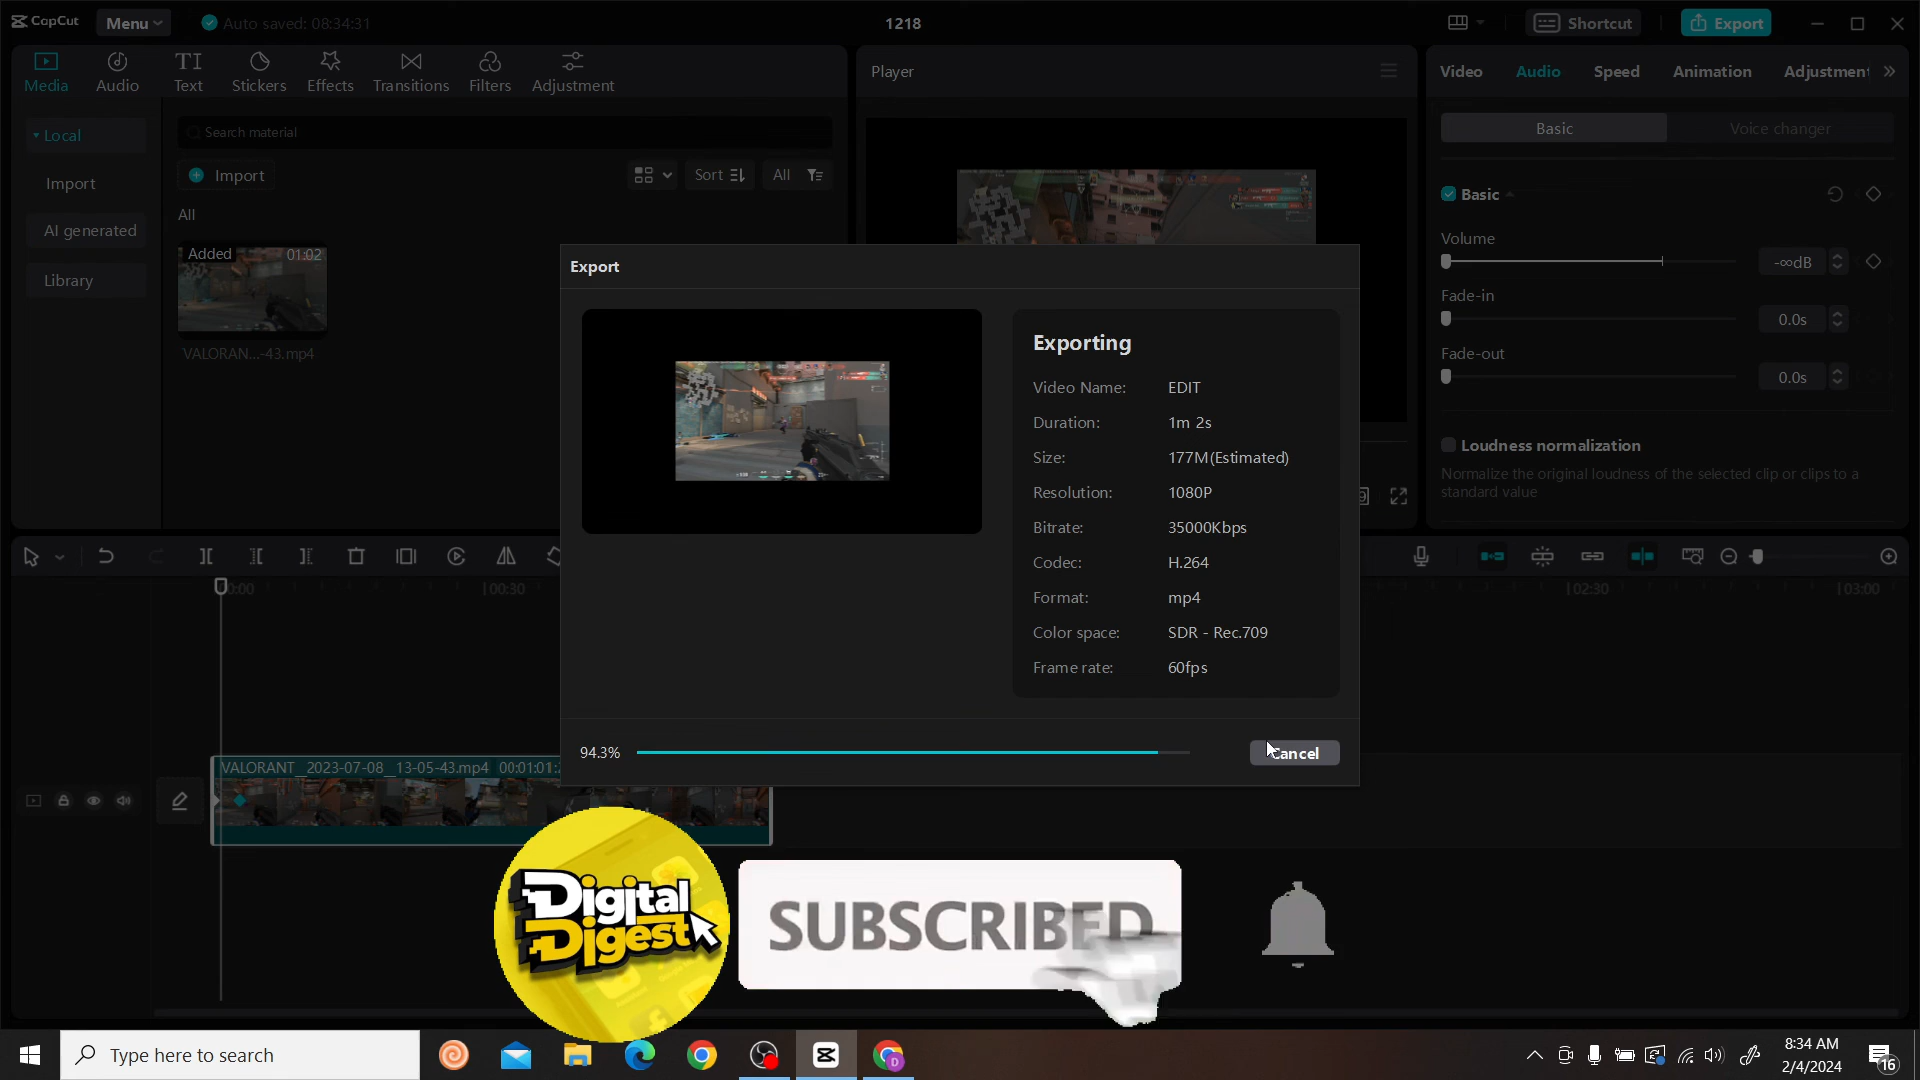 CapCut Menu Auto saved: 08:34:31 1218 Shortcut Export
Media Audio Text Stickers Effects Transitions Filters Adjustment
Player
Video Audio Speed Animation Adjustment
Local
Import
AI generated
Library
Search material
Import Sort All
All
Added 01:02
VALORAN...-43.mp4
Basic Voice changer
Basic
Volume
-∞dB
Fade-in
0.0s
Fade-out
0.0s
Loudness normalization
Normalize the original loudness of the selected clip or clips to a
standard value
Export
Exporting
Video Name: EDIT
Duration: 1m 2s
Size: 177M(Estimated)
Resolution: 1080P
Bitrate: 35000Kbps
Codec: H.264
Format: mp4
Color space: SDR - Rec.709
Frame rate: 60fps
94.3% Cancel
00:00 00:30 02:30 03:00
VALORANT_2023-07-08_13-05-43.mp4 00:01:01:
Digital
Digest
SUBSCRIBED
Type here to search
8:34 AM
2/4/2024
16